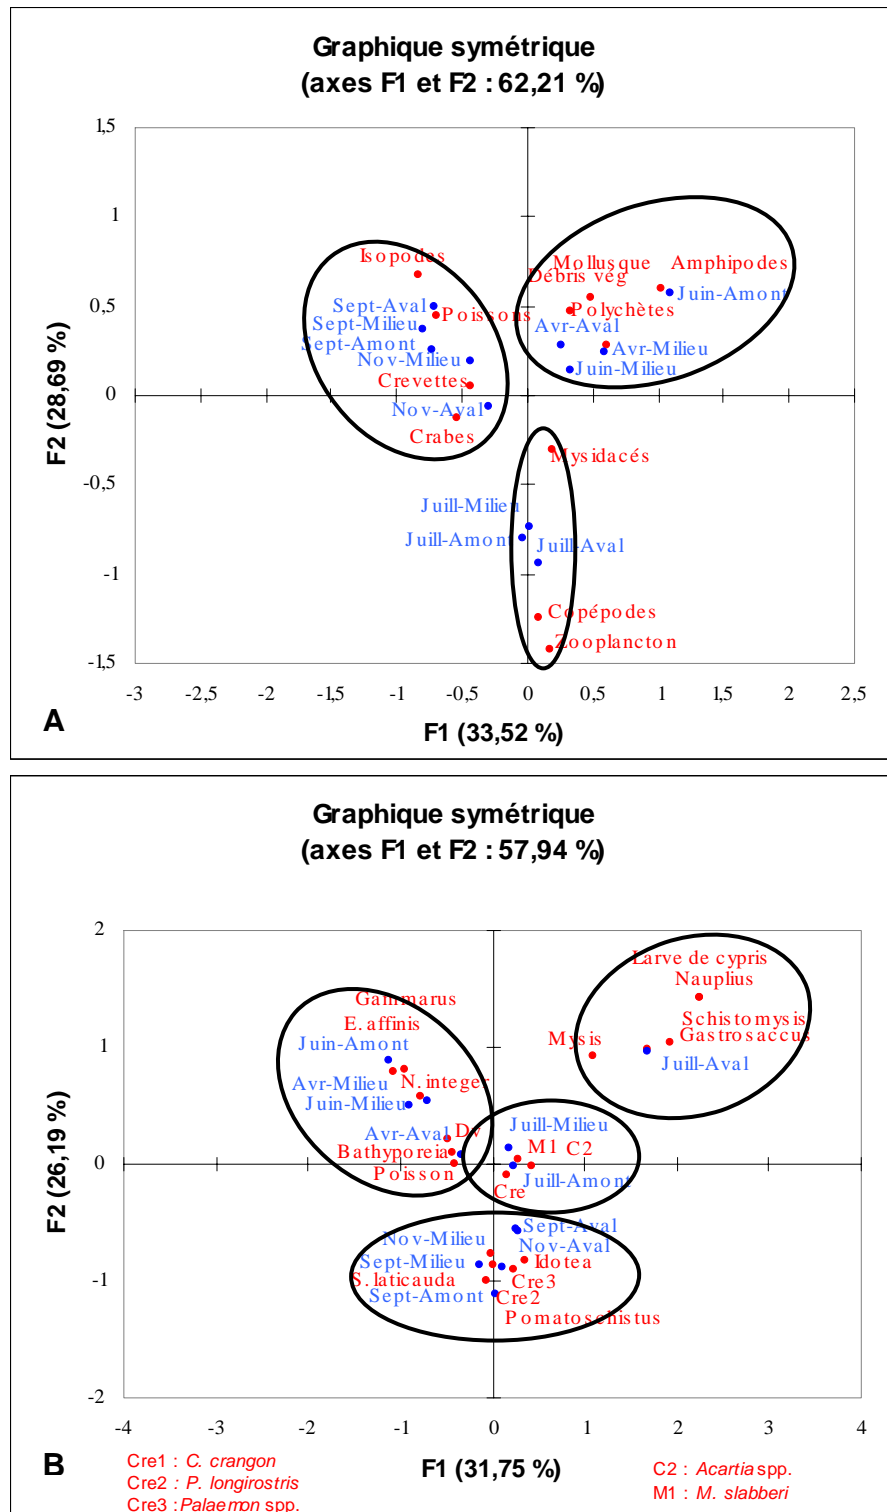 Graphique symétrique
(axes F1 et F2 : 62,21 %)
1,5
1
0,5
0
-0,5
-1
-1,5
F2 (28,69 %)
Isopodes
Sept-Aval
Poissons
Sept-Milieu
Sept-Amont
Nov-Milieu
Crevettes
Nov-Aval
Crabes
Mollusque
Amphipodes
Débris vég
Juin-Amont
Polychètes
Avr-Aval
Avr-Milieu
Juin-Milieu
Mysidacés
Juill-Milieu
Juill-Amont
Juill-Aval
Copépodes
Zooplancton
-3 -2,5 -2 -1,5 -1 -0,5 0 0,5 1 1,5 2 2,5
A
F1 (33,52 %)
Graphique symétrique
(axes F1 et F2 : 57,94 %)
2
1
0
-1
-2
F2 (26,19 %)
Gammarus
E.affinis
Juin-Amont
Avr-Milieu
N.integer
Juin-Milieu
Avr-Aval
Dv
Bathyporeia
Poisson
Larve de cypris
Nauplius
Schistomysis
Mysis
Gastrosaccus
Juill-Aval
Juill-Milieu
M1 C2
Juill-Amont
Cre
Sept-Aval
Nov-Milieu
Nov-Aval
Sept-Milieu
Idotea
S.laticauda
Cre3
Sept-Amont
Cre2
Pomatoschistus
-4 -3 -2 -1 0 1 2 3 4
B
F1 (31,75 %)
Cre1 : C. crangon
Cre2 : P. longirostris
Cre3 : Palaemon spp.
C2 : Acartia spp.
M1 : M. slabberi